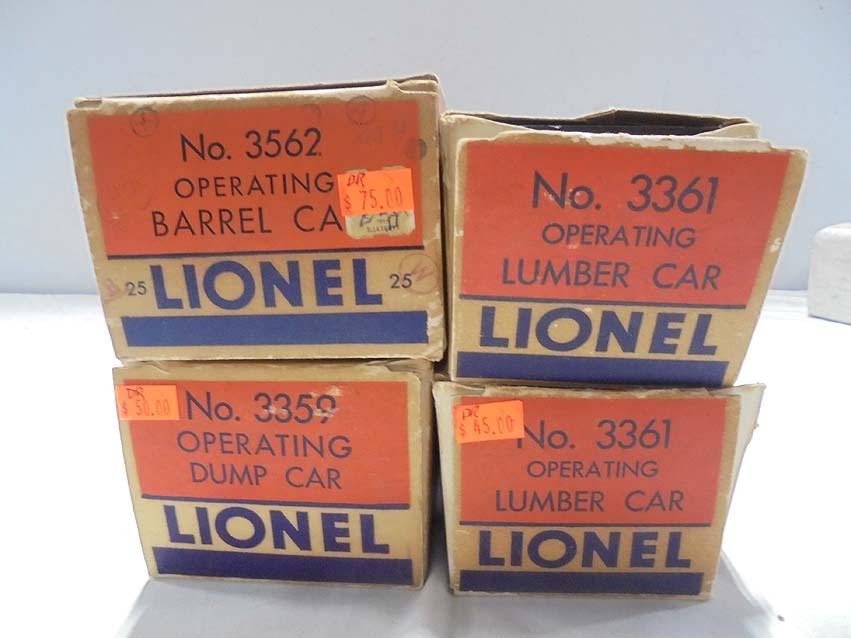 No. 3562
OPERATING
BARREL CA
DR
$ 75.00
25 LIONEL 25
No. 3361
OPERATING
LUMBER CAR
LIONEL
DR
$ 50.00
No. 3359
OPERATING
DUMP CAR
LIONEL
DR
$ 45.00
No. 3361
OPERATING
LUMBER CAR
LIONEL